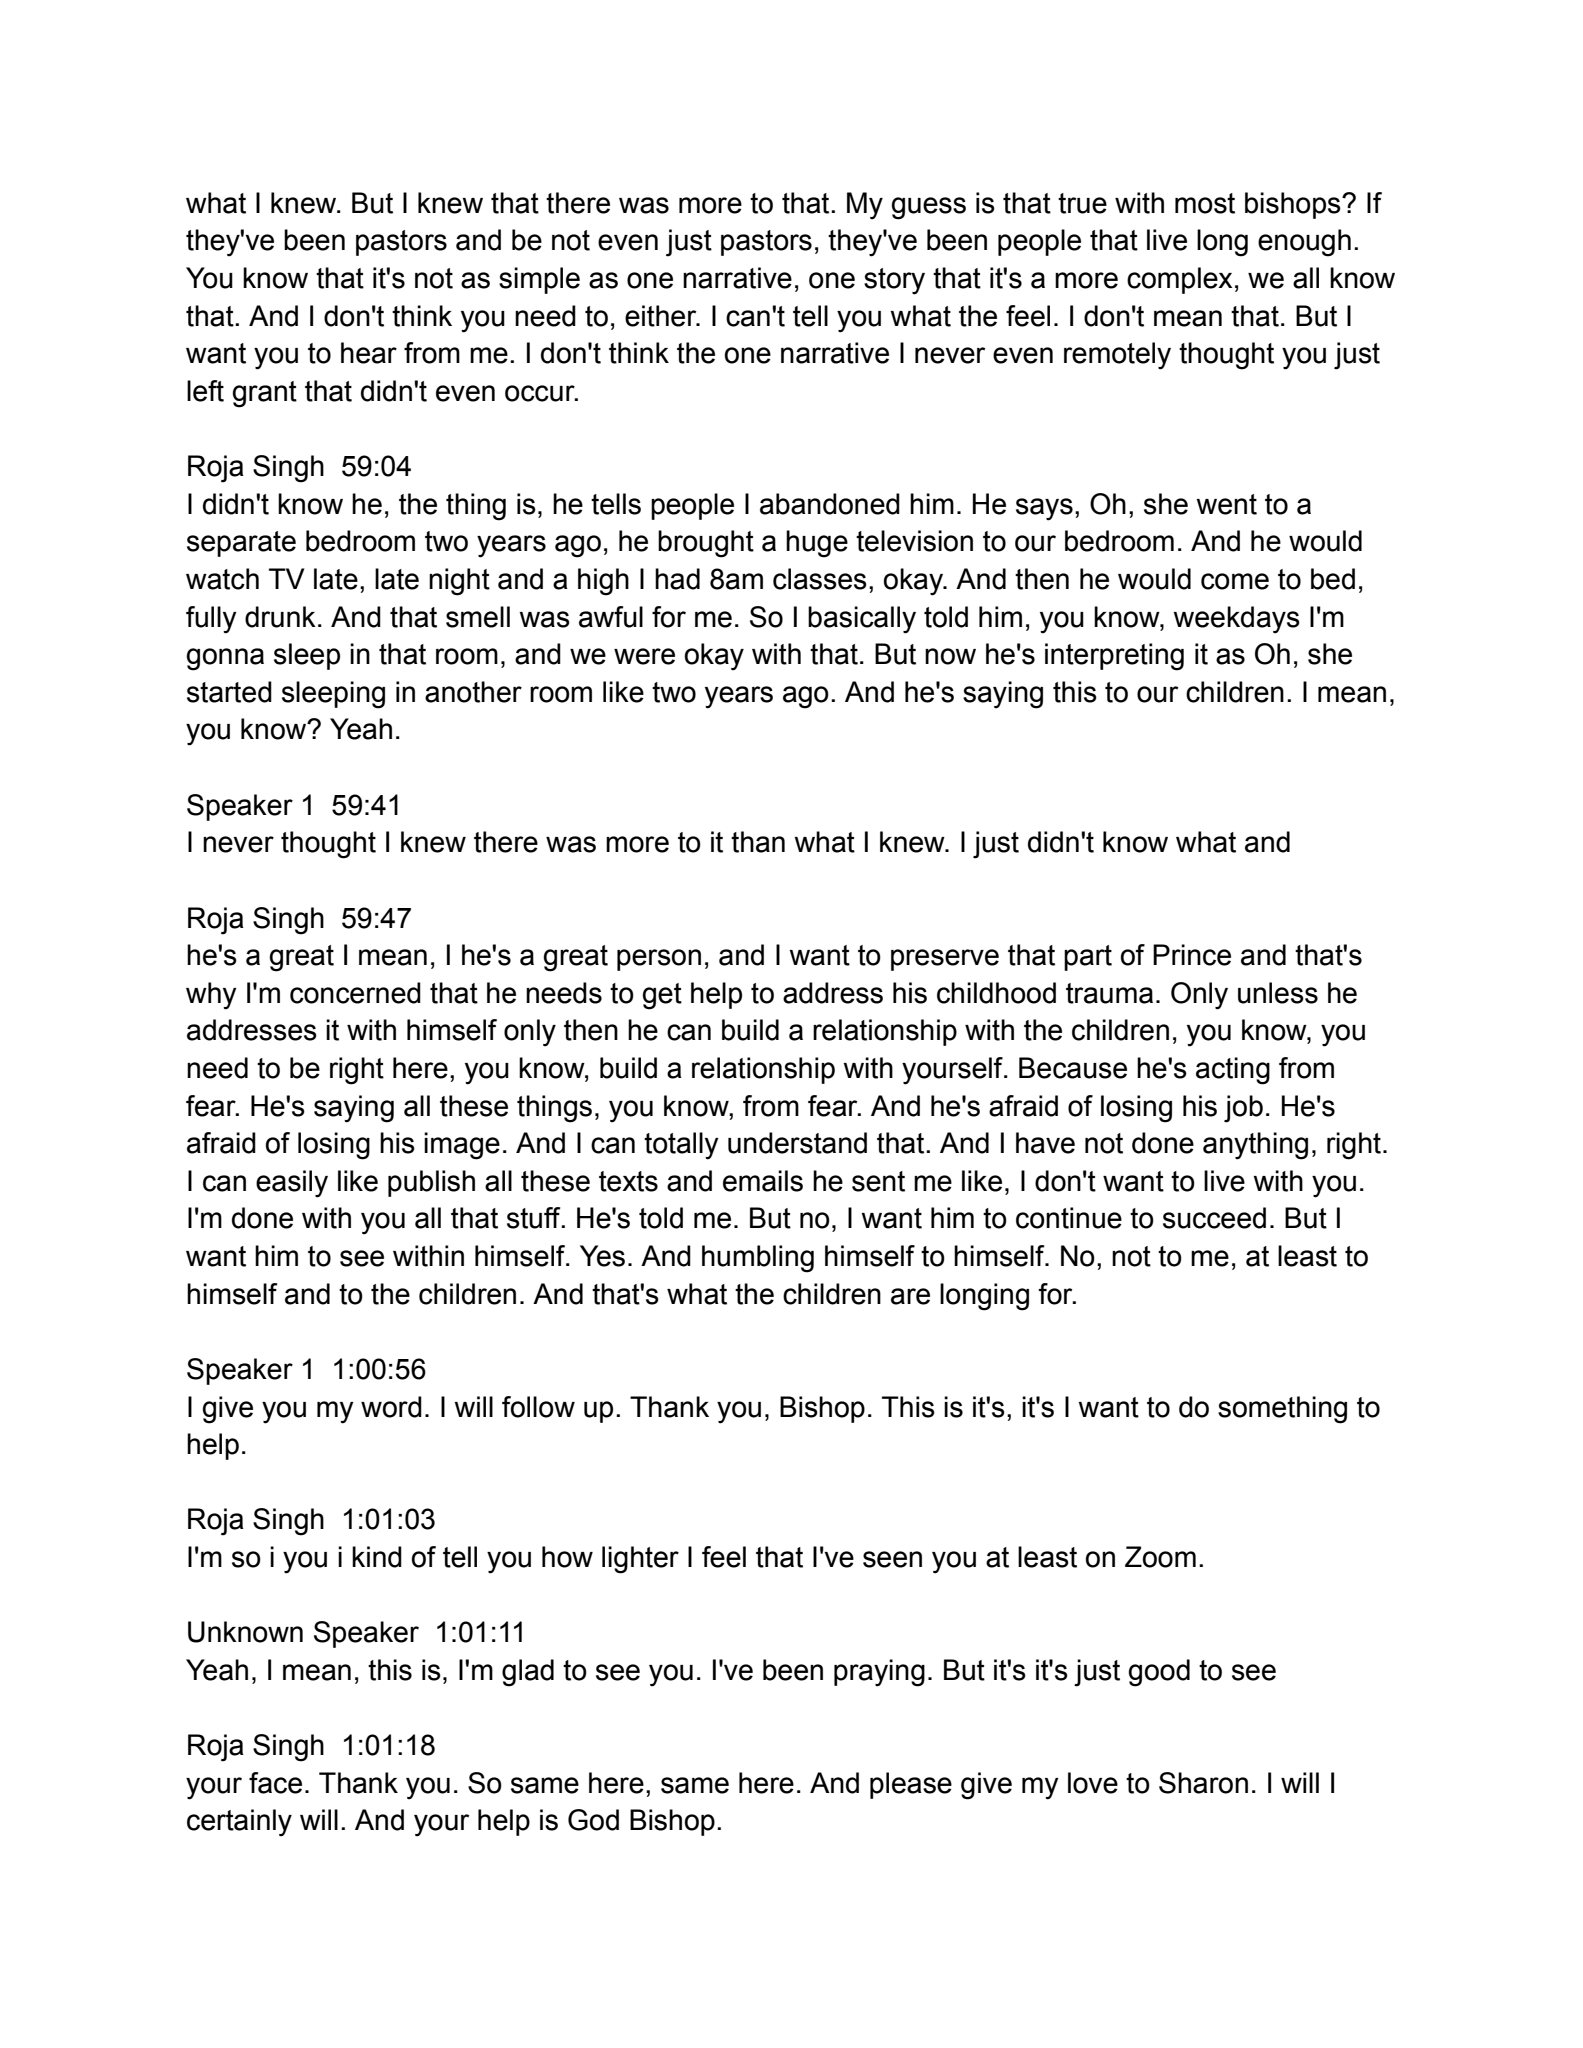 what I knew. But I knew that there was more to that. My guess is that true with most bishops? If
they've been pastors and be not even just pastors, they've been people that live long enough.
You know that it's not as simple as one narrative, one story that it's a more complex, we all know
that. And I don't think you need to, either. I can't tell you what the feel. I don't mean that. But I
want you to hear from me. I don't think the one narrative I never even remotely thought you just
left grant that didn't even occur.

Roja Singh  59:04
I didn't know he, the thing is, he tells people I abandoned him. He says, Oh, she went to a
separate bedroom two years ago, he brought a huge television to our bedroom. And he would
watch TV late, late night and a high I had 8am classes, okay. And then he would come to bed,
fully drunk. And that smell was awful for me. So I basically told him, you know, weekdays I'm
gonna sleep in that room, and we were okay with that. But now he's interpreting it as Oh, she
started sleeping in another room like two years ago. And he's saying this to our children. I mean,
you know? Yeah.

Speaker 1  59:41
I never thought I knew there was more to it than what I knew. I just didn't know what and

Roja Singh  59:47
he's a great I mean, I he's a great person, and I want to preserve that part of Prince and that's
why I'm concerned that he needs to get help to address his childhood trauma. Only unless he
addresses it with himself only then he can build a relationship with the children, you know, you
need to be right here, you know, build a relationship with yourself. Because he's acting from
fear. He's saying all these things, you know, from fear. And he's afraid of losing his job. He's
afraid of losing his image. And I can totally understand that. And I have not done anything, right.
I can easily like publish all these texts and emails he sent me like, I don't want to live with you.
I'm done with you all that stuff. He's told me. But no, I want him to continue to succeed. But I
want him to see within himself. Yes. And humbling himself to himself. No, not to me, at least to
himself and to the children. And that's what the children are longing for.

Speaker 1  1:00:56
I give you my word. I will follow up. Thank you, Bishop. This is it's, it's I want to do something to
help.

Roja Singh  1:01:03
I'm so i you i kind of tell you how lighter I feel that I've seen you at least on Zoom.

Unknown Speaker  1:01:11
Yeah, I mean, this is, I'm glad to see you. I've been praying. But it's it's just good to see

Roja Singh  1:01:18
your face. Thank you. So same here, same here. And please give my love to Sharon. I will I
certainly will. And your help is God Bishop.